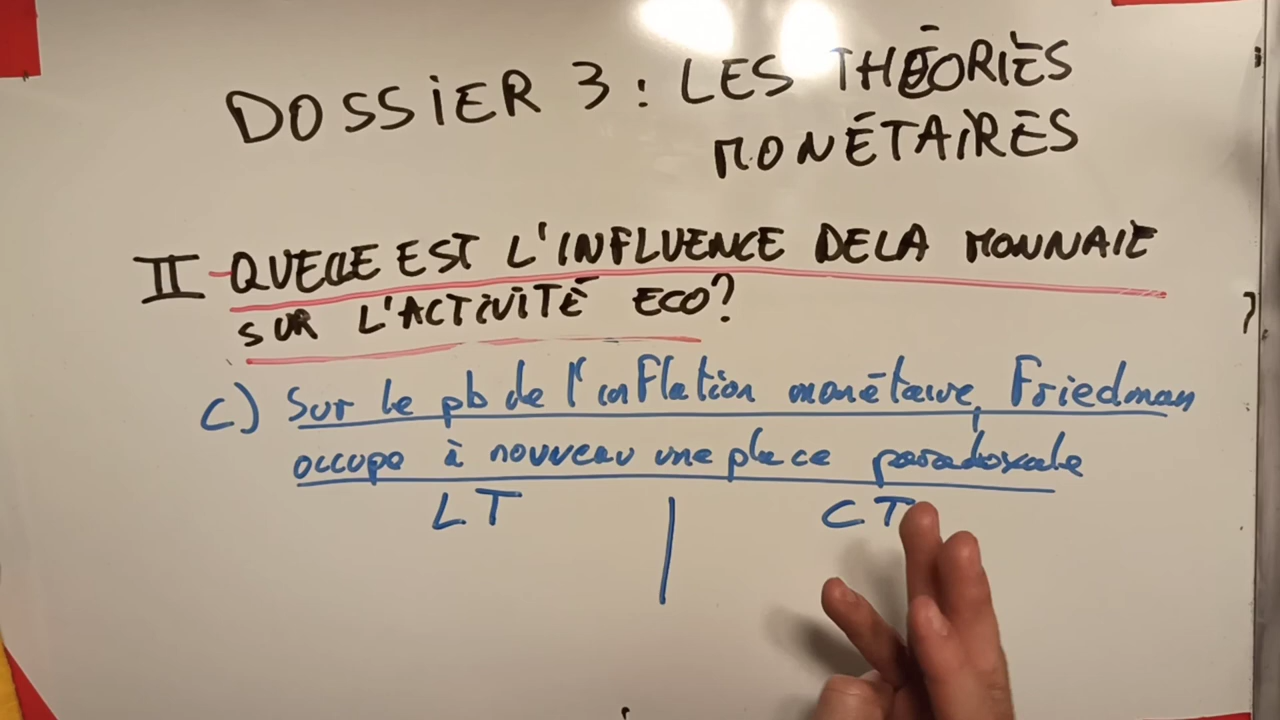 DOSSIER 3 : LES THÉORIES
MONÉTAIRES
II - QUELLE EST L'INFLUENCE DE LA MONNAIE
SUR L'ACTIVITÉ ECO ?
C) Sur le pb de l'inflation monétaire, Friedman
occupe à nouveau une place paradoxale
LT | CT